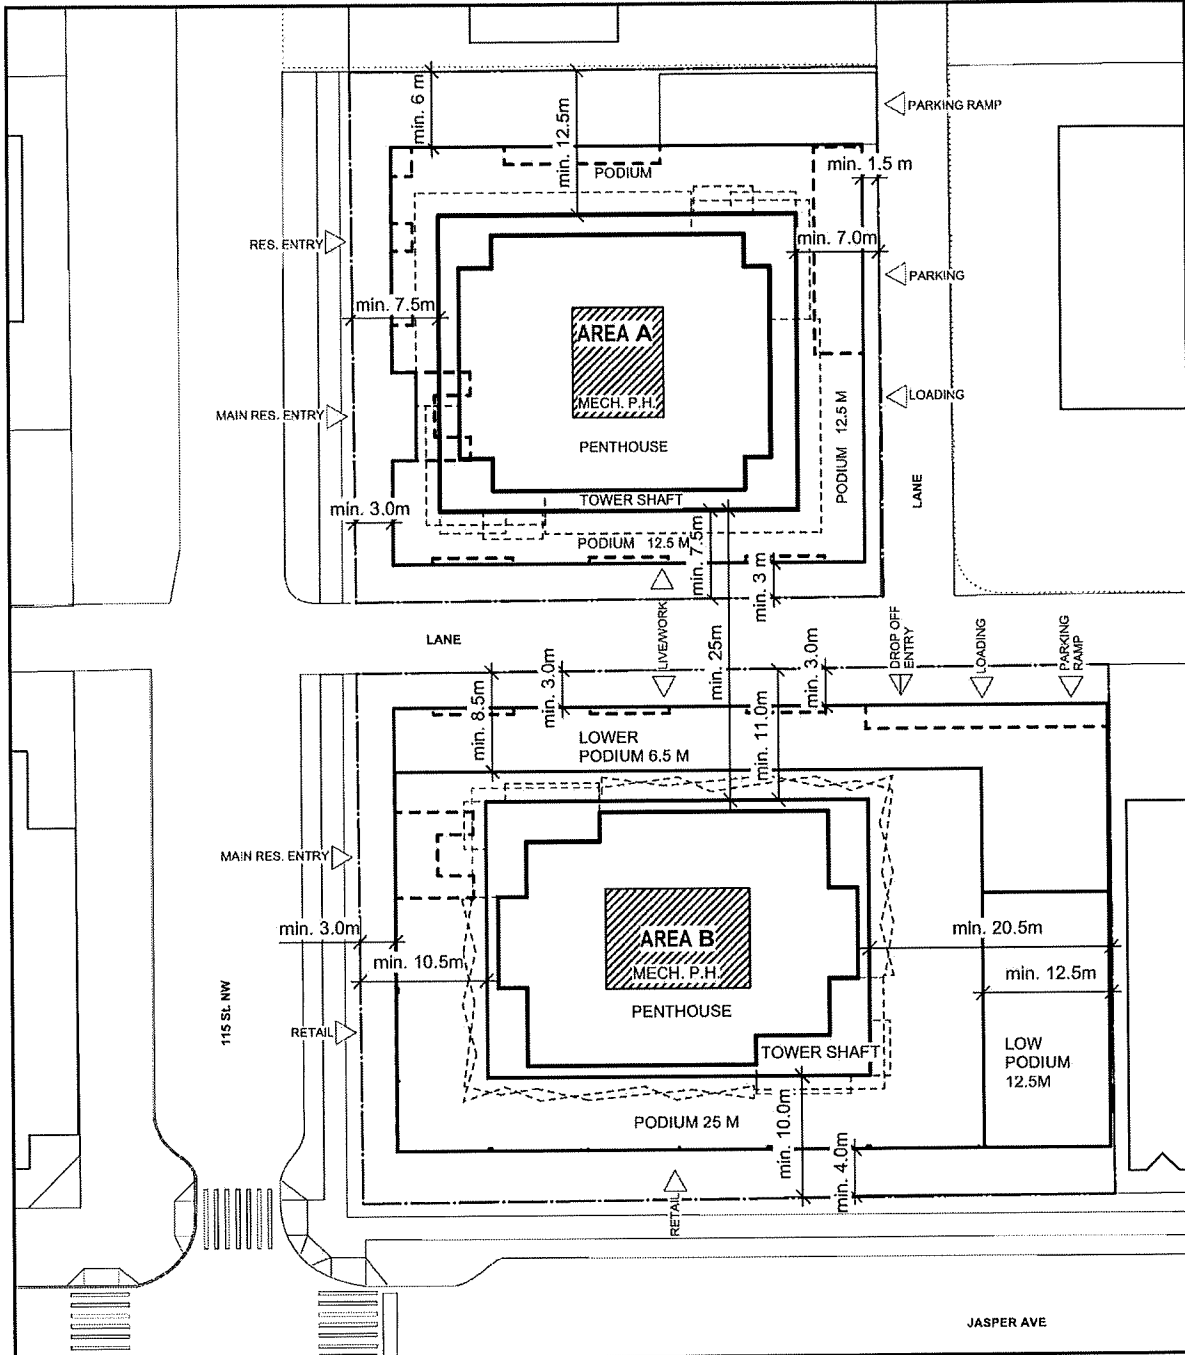 min. 6 m
min. 12.5m
PARKING RAMP
PODIUM
min. 1.5 m
RES. ENTRY
min. 7.0m
PARKING
min. 7.5m
AREA A
MECH. P.H.
LOADING
MAIN RES. ENTRY
PENTHOUSE
PODIUM 12.5 M
LANE
TOWER SHAFT
min. 3.0m
PODIUM 12.5 M
min. 7.5m
min. 3 m
LANE
LIVE/WORK
min. 25m
DROP OFF
ENTRY
LOADING
PARKING
RAMP
min. 8.5m
min. 3.0m
min. 11.0m
min. 3.0m
LOWER
PODIUM 6.5 M
MAIN RES. ENTRY
min. 3.0m
min. 10.5m
AREA B
MECH. P.H.
PENTHOUSE
min. 20.5m
min. 12.5m
115 St. NW
RETAIL
TOWER SHAFT
LOW
PODIUM
12.5M
PODIUM 25 M
min. 10.0m
min. 4.0m
RETAIL
JASPER AVE